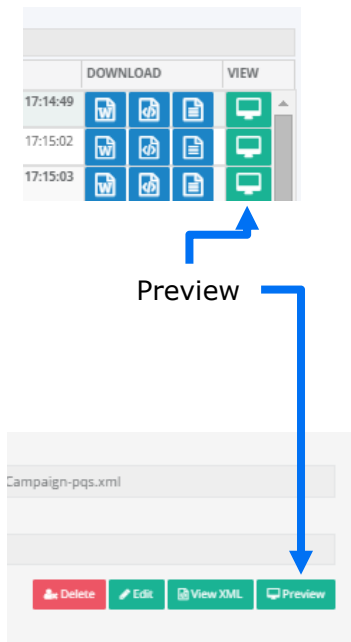 DOWNLOAD VIEW
17:14:49
17:15:02
17:15:03
Preview
Campaign-pqs.xml
Delete Edit View XML Preview